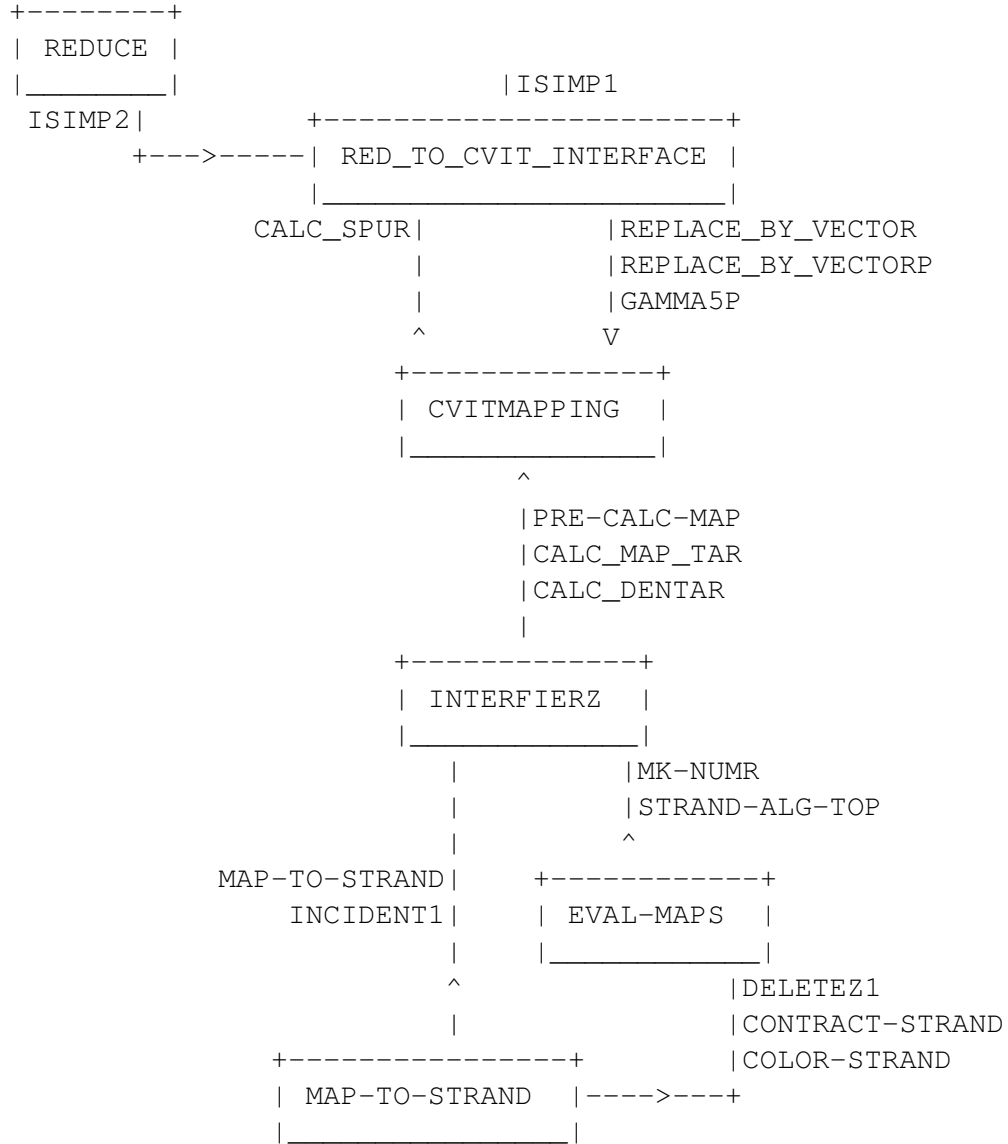 REDUCE
ISIMP1
ISIMP2
RED_TO_CVIT_INTERFACE
CALC_SPUR REPLACE_BY_VECTOR
REPLACE_BY_VECTORP
GAMMA5P
^ V
CVITMAPPING
^
PRE-CALC-MAP
CALC_MAP_TAR
CALC_DENTAR
INTERFIERZ
MK-NUMR
STRAND-ALG-TOP
^
MAP-TO-STRAND
INCIDENT1 EVAL-MAPS
^ DELETEZ1
CONTRACT-STRAND
COLOR-STRAND
MAP-TO-STRAND